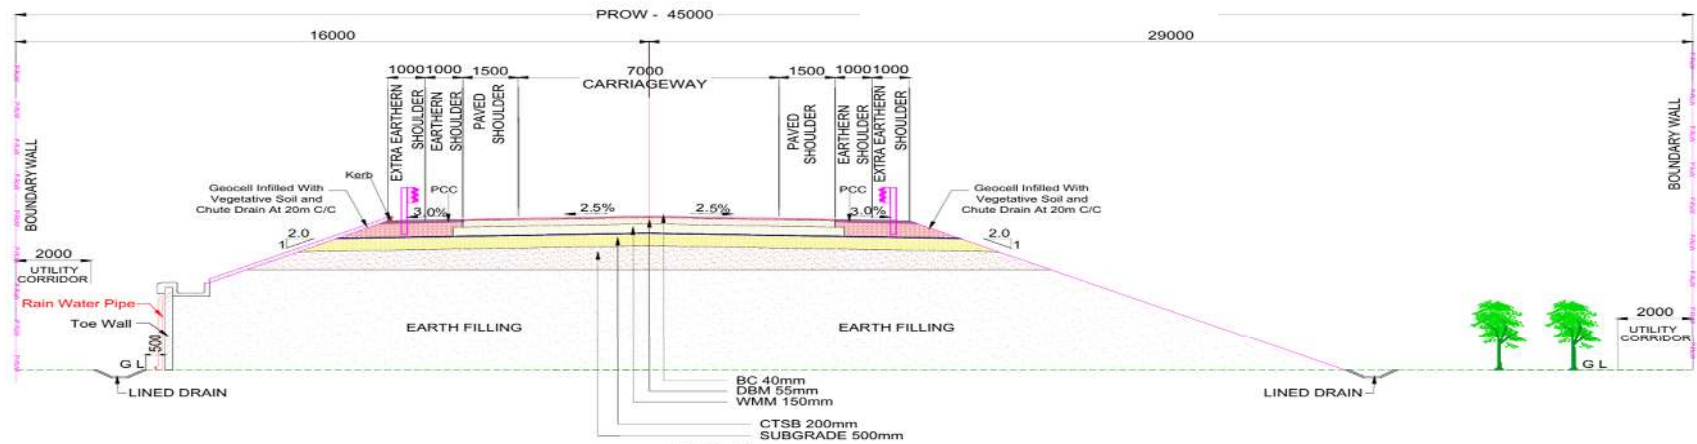 PROW - 45000
16000
29000
1000
1000
1500
7000
1500
1000
1000
CARRIAGEWAY
EXTRA EARTHERN
SHOULDER
EARTHERN
SHOULDER
PAVED
SHOULDER
PAVED
SHOULDER
EARTHERN
SHOULDER
EXTRA EARTHERN
SHOULDER
BOUNDARYWALL
BOUNDARY WALL
Kerb
PCC
PCC
Geocell Infilled With
Vegetative Soil and
Chute Drain At 20m C/C
Geocell Infilled With
Vegetative Soil and
Chute Drain At 20m C/C
3.0%
2.5%
2.5%
3.0%
2.0
1
2.0
1
2000
UTILITY
CORRIDOR
Rain Water Pipe
Toe Wall
500
G L
LINED DRAIN
EARTH FILLING
EARTH FILLING
2000
UTILITY
CORRIDOR
G L
LINED DRAIN
BC 40mm
DBM 55mm
WMM 150mm
CTSB 200mm
SUBGRADE 500mm